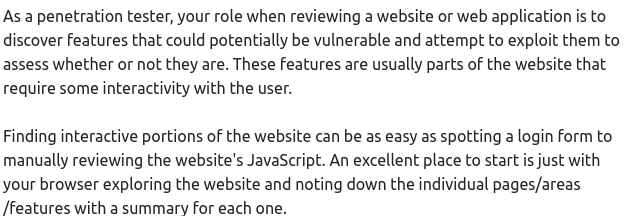 As a penetration tester, your role when reviewing a website or web application is to
discover features that could potentially be vulnerable and attempt to exploit them to
assess whether or not they are. These features are usually parts of the website that
require some interactivity with the user.
Finding interactive portions of the website can be as easy as spotting a login form to
manually reviewing the website's JavaScript. An excellent place to start is just with
your browser exploring the website and noting down the individual pages/areas
/features with a summary for each one.